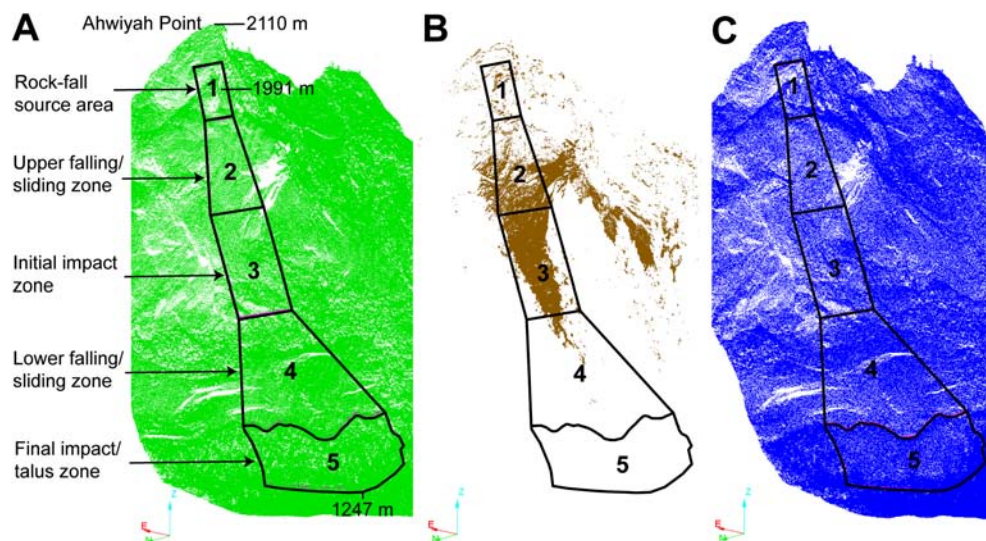 A
Ahwiyah Point
2110 m
B
C
Rock-fall
source area
1
1991 m
Upper falling/
sliding zone
2
Initial impact
zone
3
Lower falling/
sliding zone
4
Final impact/
talus zone
5
1247 m
Z
E
N
1
2
3
4
5
Z
E
N
1
2
3
4
5
Z
E
N